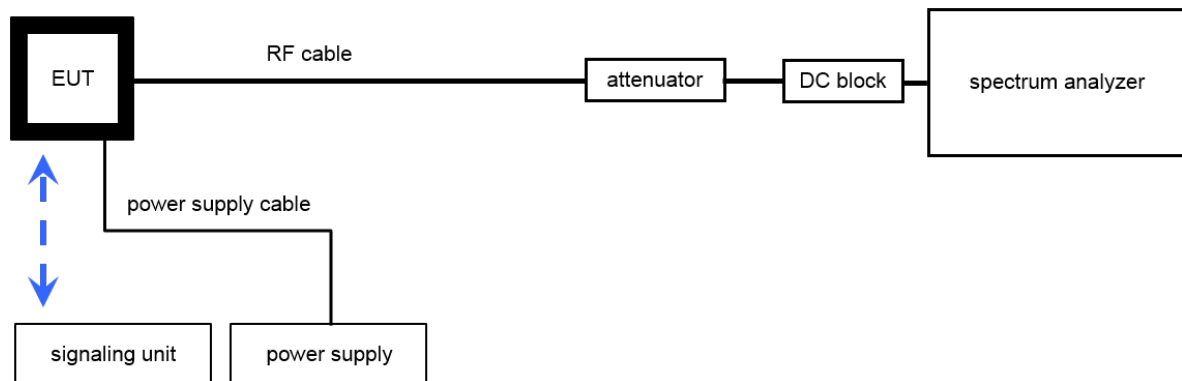 RF cable
EUT
attenuator
DC block
spectrum analyzer
power supply cable
signaling unit
power supply